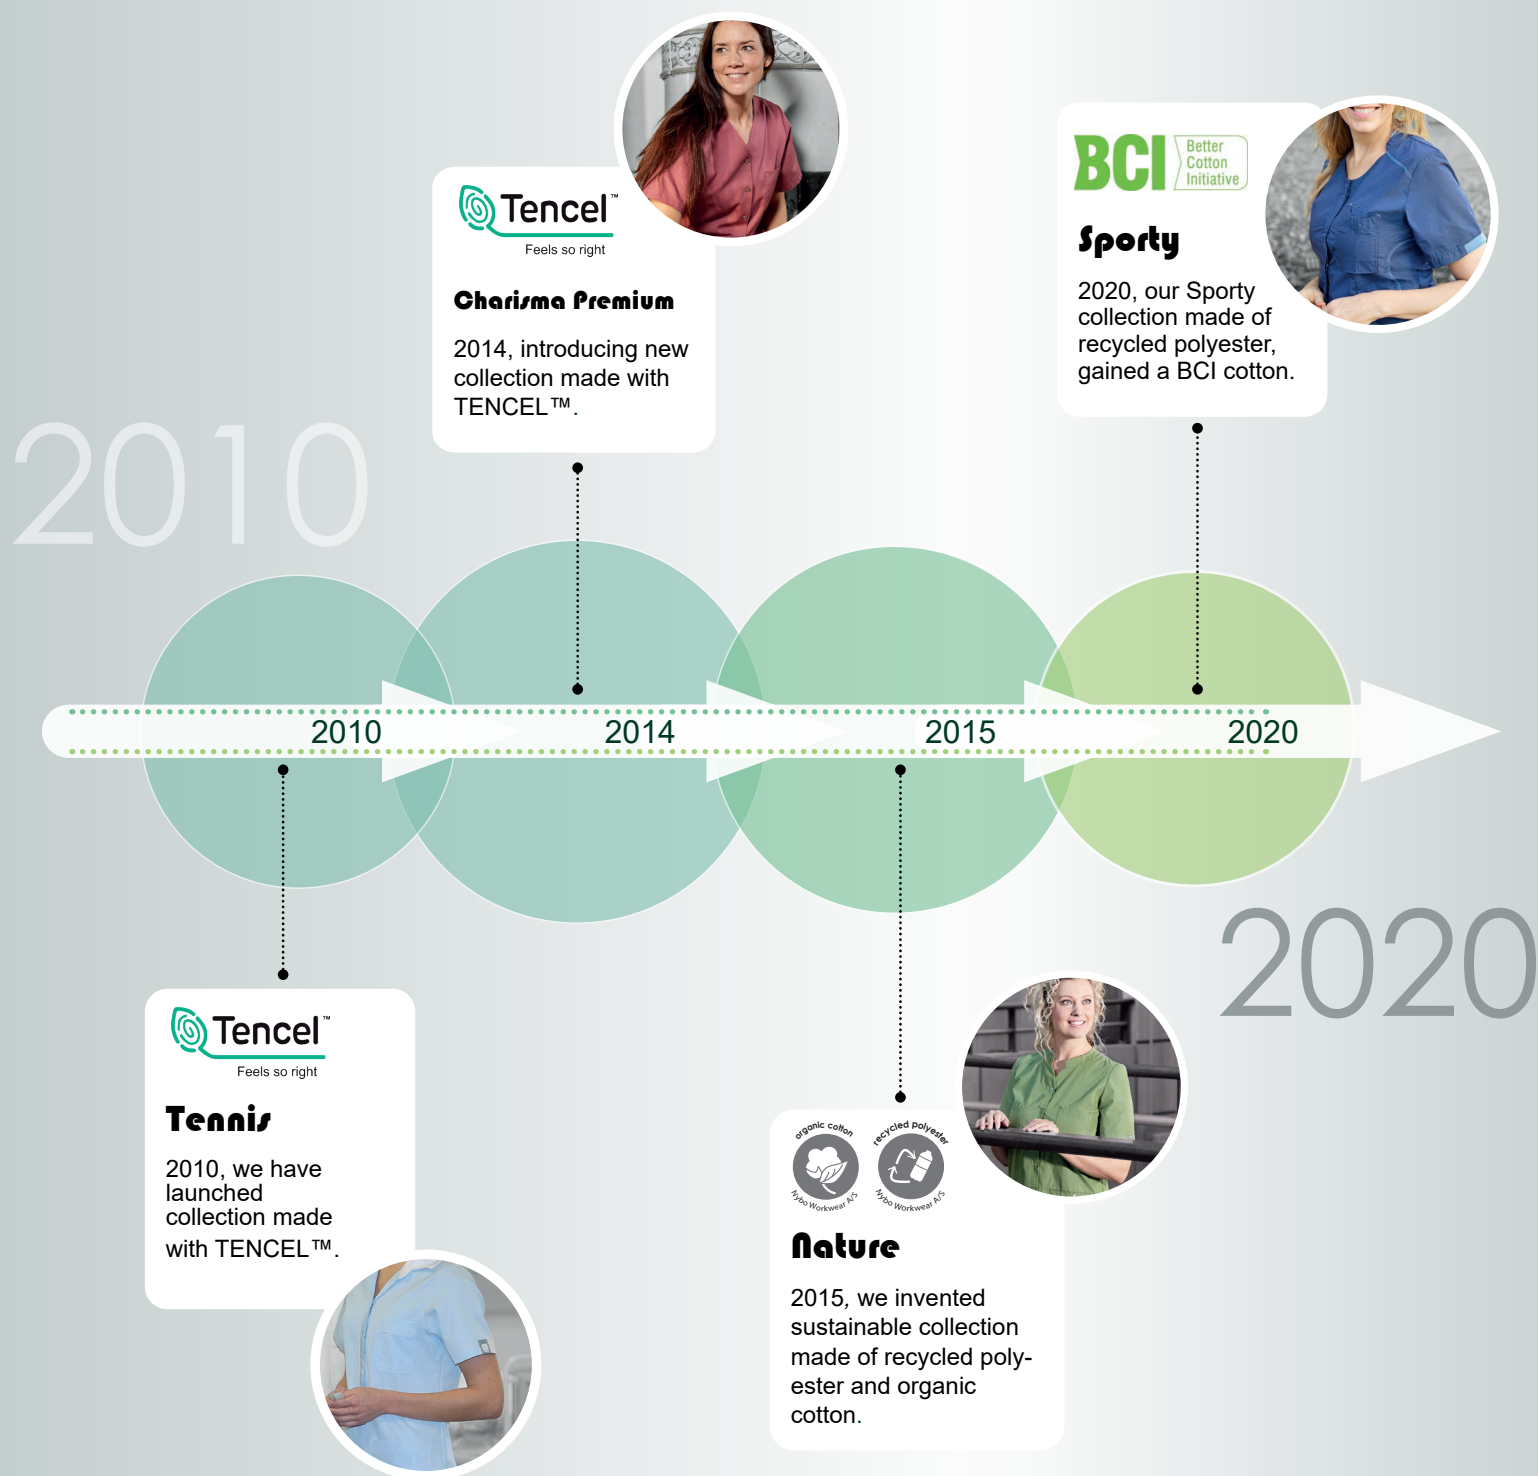 Tencel™
Feels so right
Charisma Premium
2014, introducing new
collection made with
TENCEL™.
BCI
Better
Cotton
Initiative
Sporty
2020, our Sporty
collection made of
recycled polyester,
gained a BCI cotton.
2010
2010
2014
2015
2020
2020
Tencel™
Feels so right
Tennis
2010, we have
launched
collection made
with TENCEL™.
organic cotton
Nybo Workwear A/S
recycled polyester
Nybo Workwear A/S
Nature
2015, we invented
sustainable collection
made of recycled poly-
ester and organic
cotton.